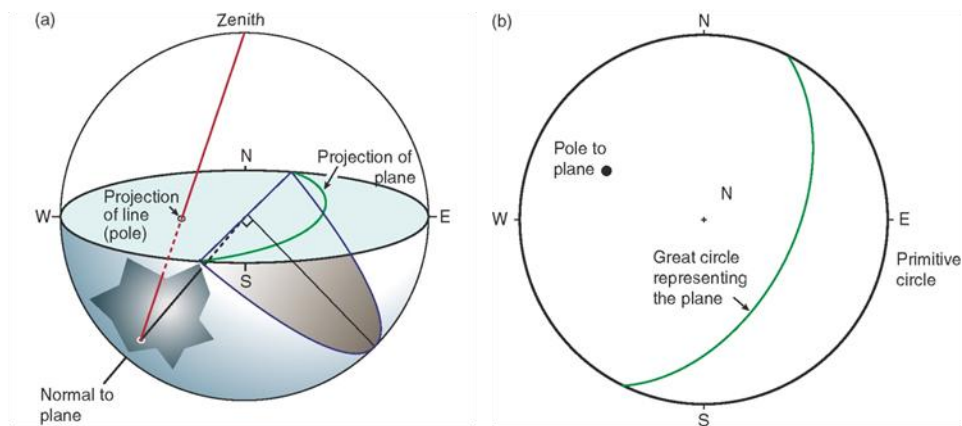 (a)
Zenith
N
Projection of
plane
Projection
of line
(pole)
W
E
S
Normal to
plane
(b)
N
Pole to
plane
N
W
E
Great circle
representing
the plane
Primitive
circle
S